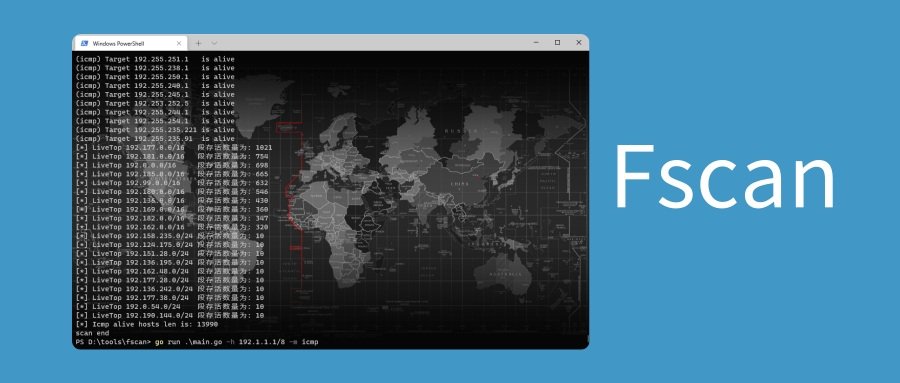 Windows PowerShell
(icmp) Target 192.255.251.1 is alive
(icmp) Target 192.255.238.1 is alive
(icmp) Target 192.255.250.1 is alive
(icmp) Target 192.255.240.1 is alive
(icmp) Target 192.255.245.1 is alive
(icmp) Target 192.253.252.5 is alive
(icmp) Target 192.255.244.1 is alive
(icmp) Target 192.255.254.1 is alive
(icmp) Target 192.255.235.221 is alive
(icmp) Target 192.255.235.91 is alive
[*] LiveTop 192.177.0.0/16 段存活数量为: 1021
[*] LiveTop 192.181.0.0/16 段存活数量为: 754
[*] LiveTop 192.0.0.0/16 段存活数量为: 698
[*] LiveTop 192.185.0.0/16 段存活数量为: 665
[*] LiveTop 192.99.0.0/16 段存活数量为: 632
[*] LiveTop 192.180.0.0/16 段存活数量为: 546
[*] LiveTop 192.136.0.0/16 段存活数量为: 430
[*] LiveTop 192.169.0.0/16 段存活数量为: 360
[*] LiveTop 192.182.0.0/16 段存活数量为: 347
[*] LiveTop 192.162.0.0/16 段存活数量为: 320
[*] LiveTop 192.158.235.0/24 段存活数量为: 10
[*] LiveTop 192.124.175.0/24 段存活数量为: 10
[*] LiveTop 192.151.28.0/24 段存活数量为: 10
[*] LiveTop 192.136.195.0/24 段存活数量为: 10
[*] LiveTop 192.162.48.0/24 段存活数量为: 10
[*] LiveTop 192.177.28.0/24 段存活数量为: 10
[*] LiveTop 192.136.242.0/24 段存活数量为: 10
[*] LiveTop 192.177.38.0/24 段存活数量为: 10
[*] LiveTop 192.0.54.0/24 段存活数量为: 10
[*] LiveTop 192.190.144.0/24 段存活数量为: 10
[*] Icmp alive hosts len is: 13990
scan end
PS D:\tools\fscan> go run .\main.go -h 192.1.1.1/8 -m icmp
RUSSIA
CHINA
Fscan